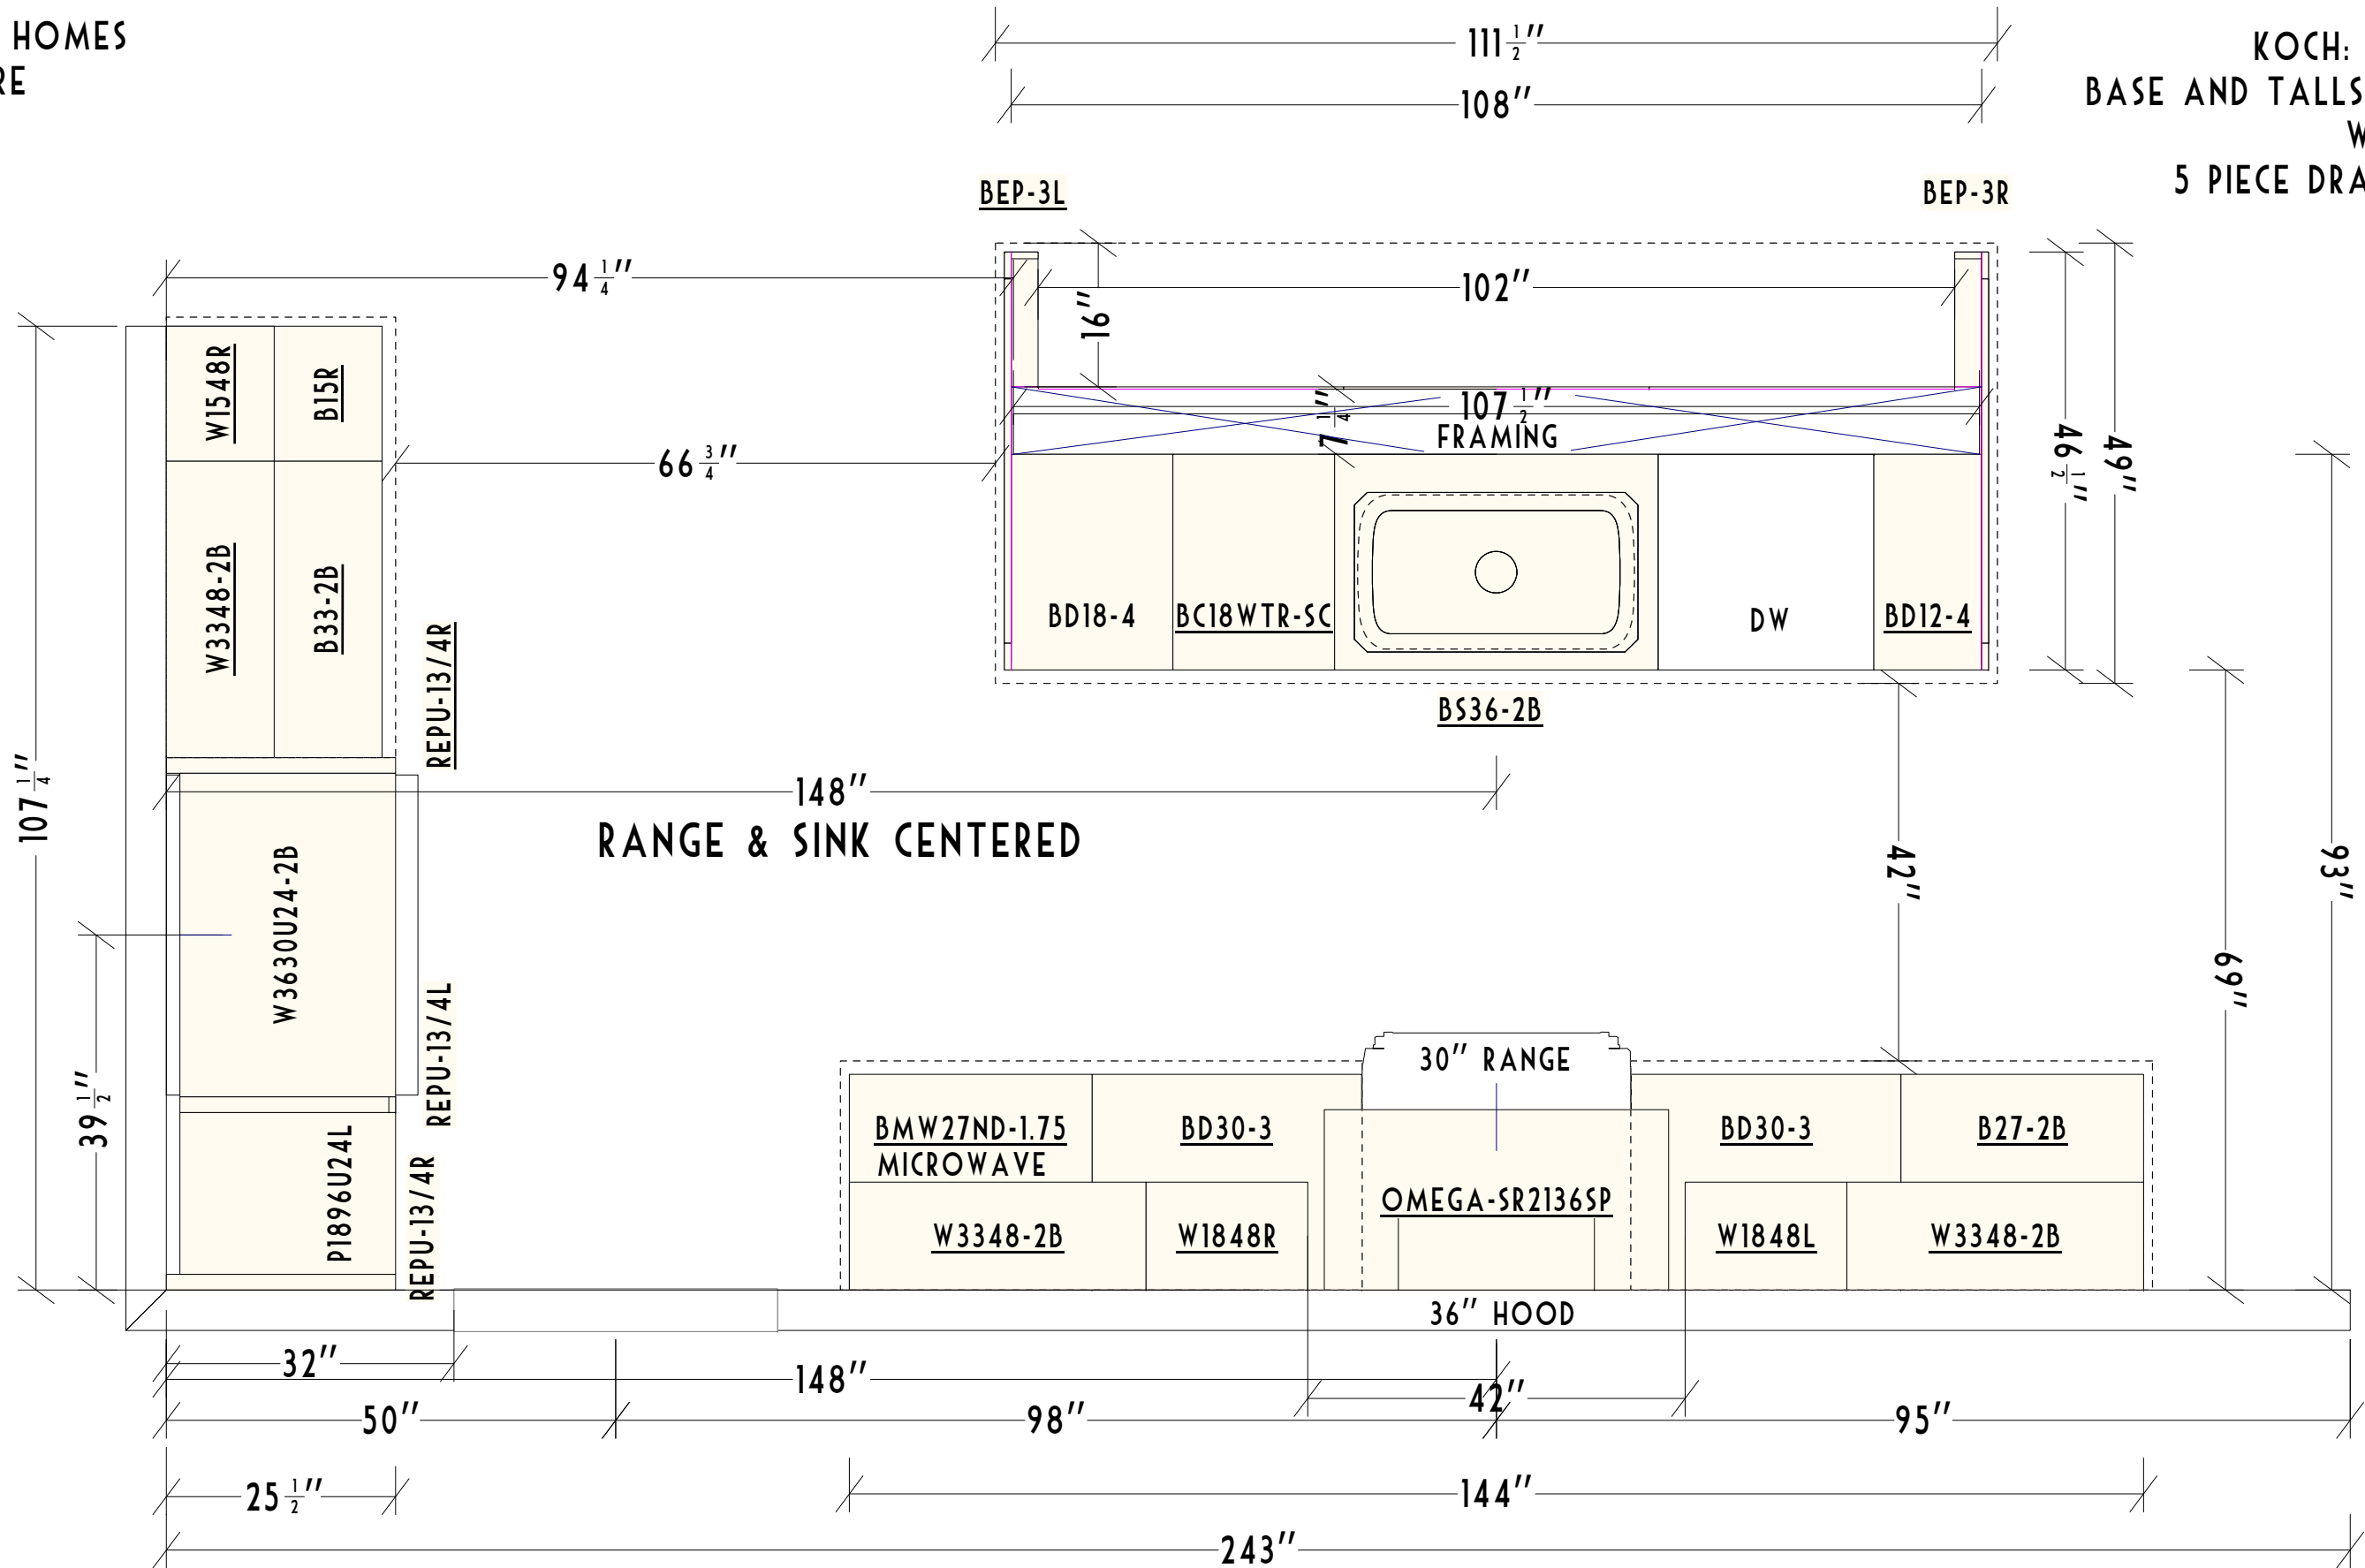 HOMES
RE
KOCH:
BASE AND TALLS
W
5 PIECE DRA
111 1/2"
108"
BEP-3L
BEP-3R
94 1/4"
102"
16"
107 1/2"
7 1/4"
FRAMING
66 3/4"
46 1/2"
49"
W1548R
B15R
W3348-2B
B33-2B
REPU-13/4R
BD18-4
BC18WTR-SC
DW
BD12-4
BS36-2B
107 1/4"
148"
RANGE & SINK CENTERED
42"
93"
69"
W3630U24-2B
REPU-13/4L
39 1/2"
P1896U24L
REPU-13/4R
30" RANGE
BMW27ND-1.75
MICROWAVE
BD30-3
BD30-3
B27-2B
OMEGA-SR2136SP
W3348-2B
W1848R
W1848L
W3348-2B
36" HOOD
32"
148"
42"
50"
98"
95"
25 1/2"
144"
243"